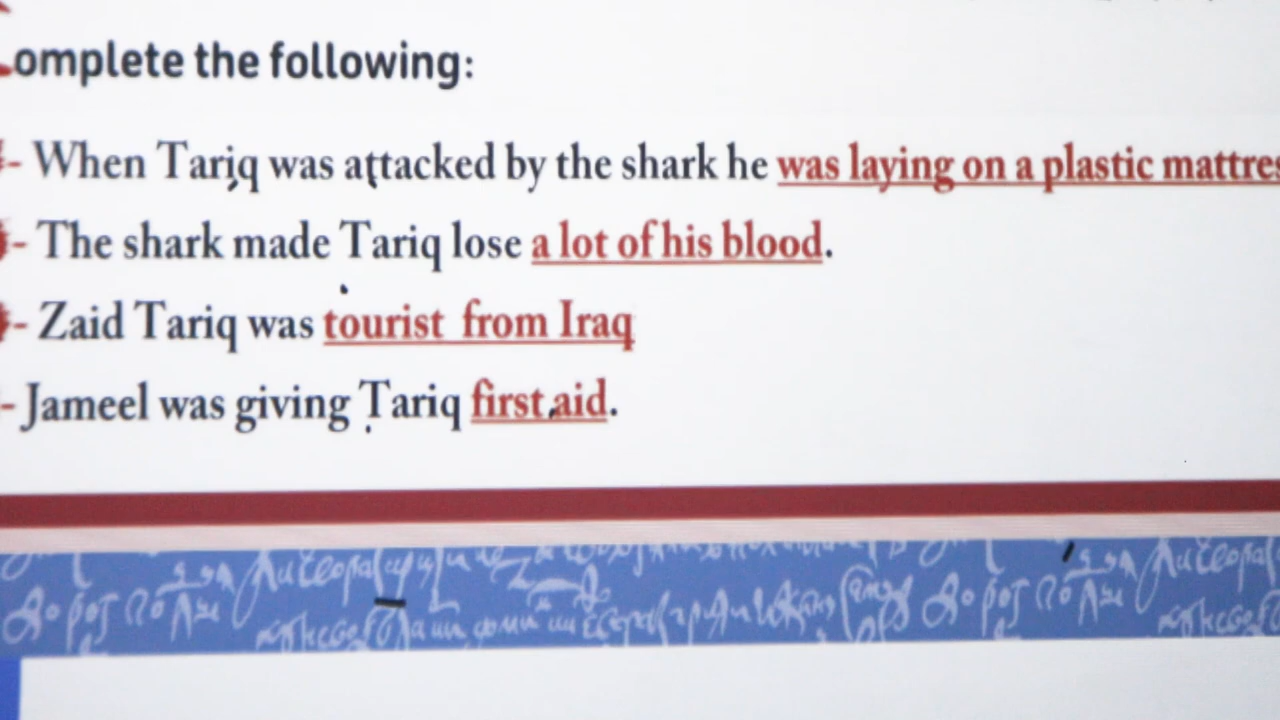 omplete the following:
- When Tariq was attacked by the shark he was laying on a plastic mattres
- The shark made Tariq lose a lot of his blood.
- Zaid Tariq was tourist from Iraq
- Jameel was giving Tariq first aid.